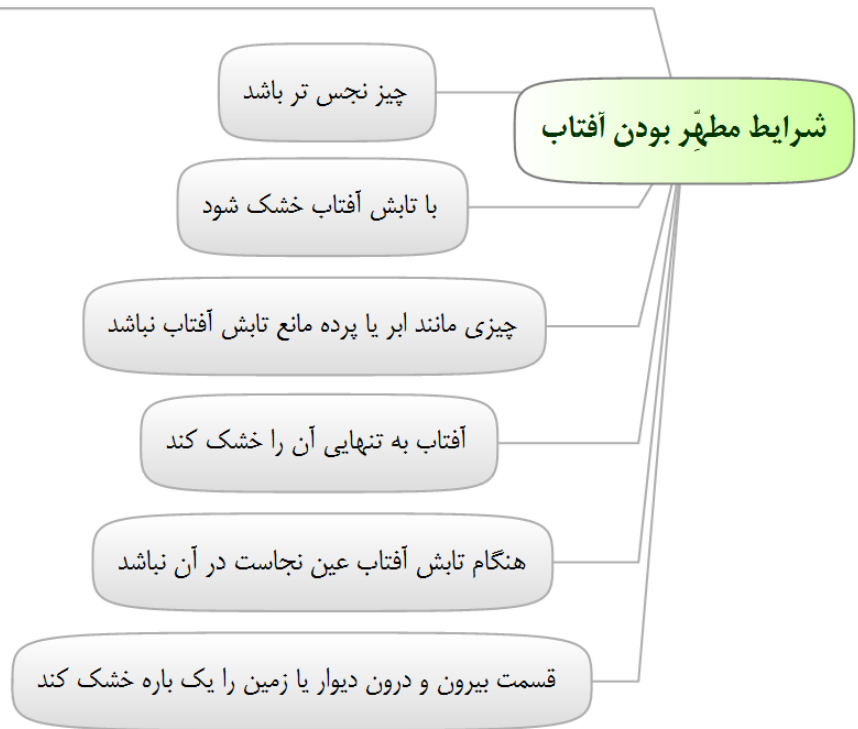 شرایط مطهِّر بودن آفتاب
چیز نجس تر باشد
با تابش آفتاب خشک شود
چیزی مانند ابر یا پرده مانع تابش آفتاب نباشد
آفتاب به تنهایی آن را خشک کند
هنگام تابش آفتاب عین نجاست در آن نباشد
قسمت بیرون و درون دیوار یا زمین را یک باره خشک کند